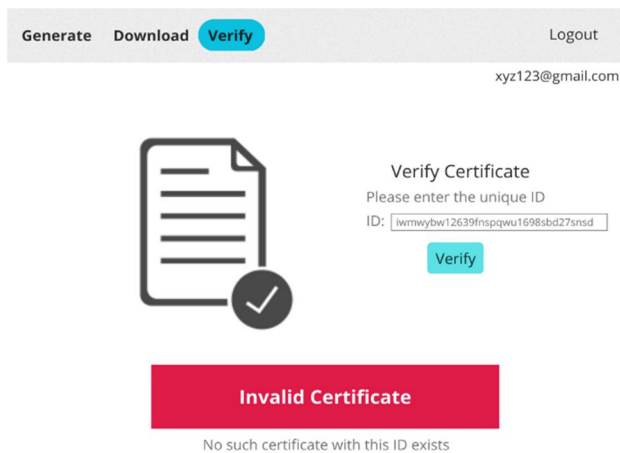 Generate Download Verify Logout
xyz123@gmail.com
Verify Certificate
Please enter the unique ID
ID: iwmwybw12639fnspqwu1698sbd27snsd
Verify
Invalid Certificate
No such certificate with this ID exists